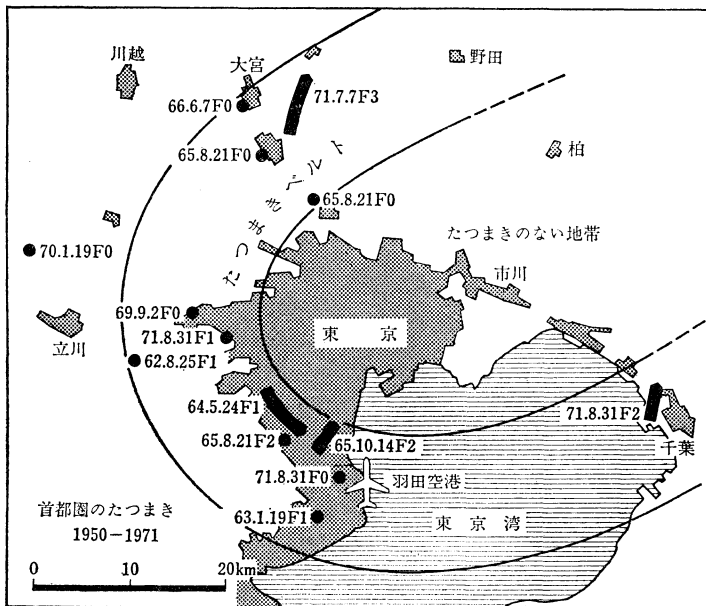 川越
大宮
野田
66.6.7F0
71.7.7F3
65.8.21F0
柏
65.8.21F0
たつまきベルト
たつまきのない地帯
70.1.19F0
市川
69.9.2F0
東京
71.8.31F1
立川
62.8.25F1
64.5.24F1
71.8.31F2
65.8.21F2
65.10.14F2
千葉
71.8.31F0
羽田空港
首都圏のたつまき
1950-1971
63.1.19F1
東京湾
0 10 20km